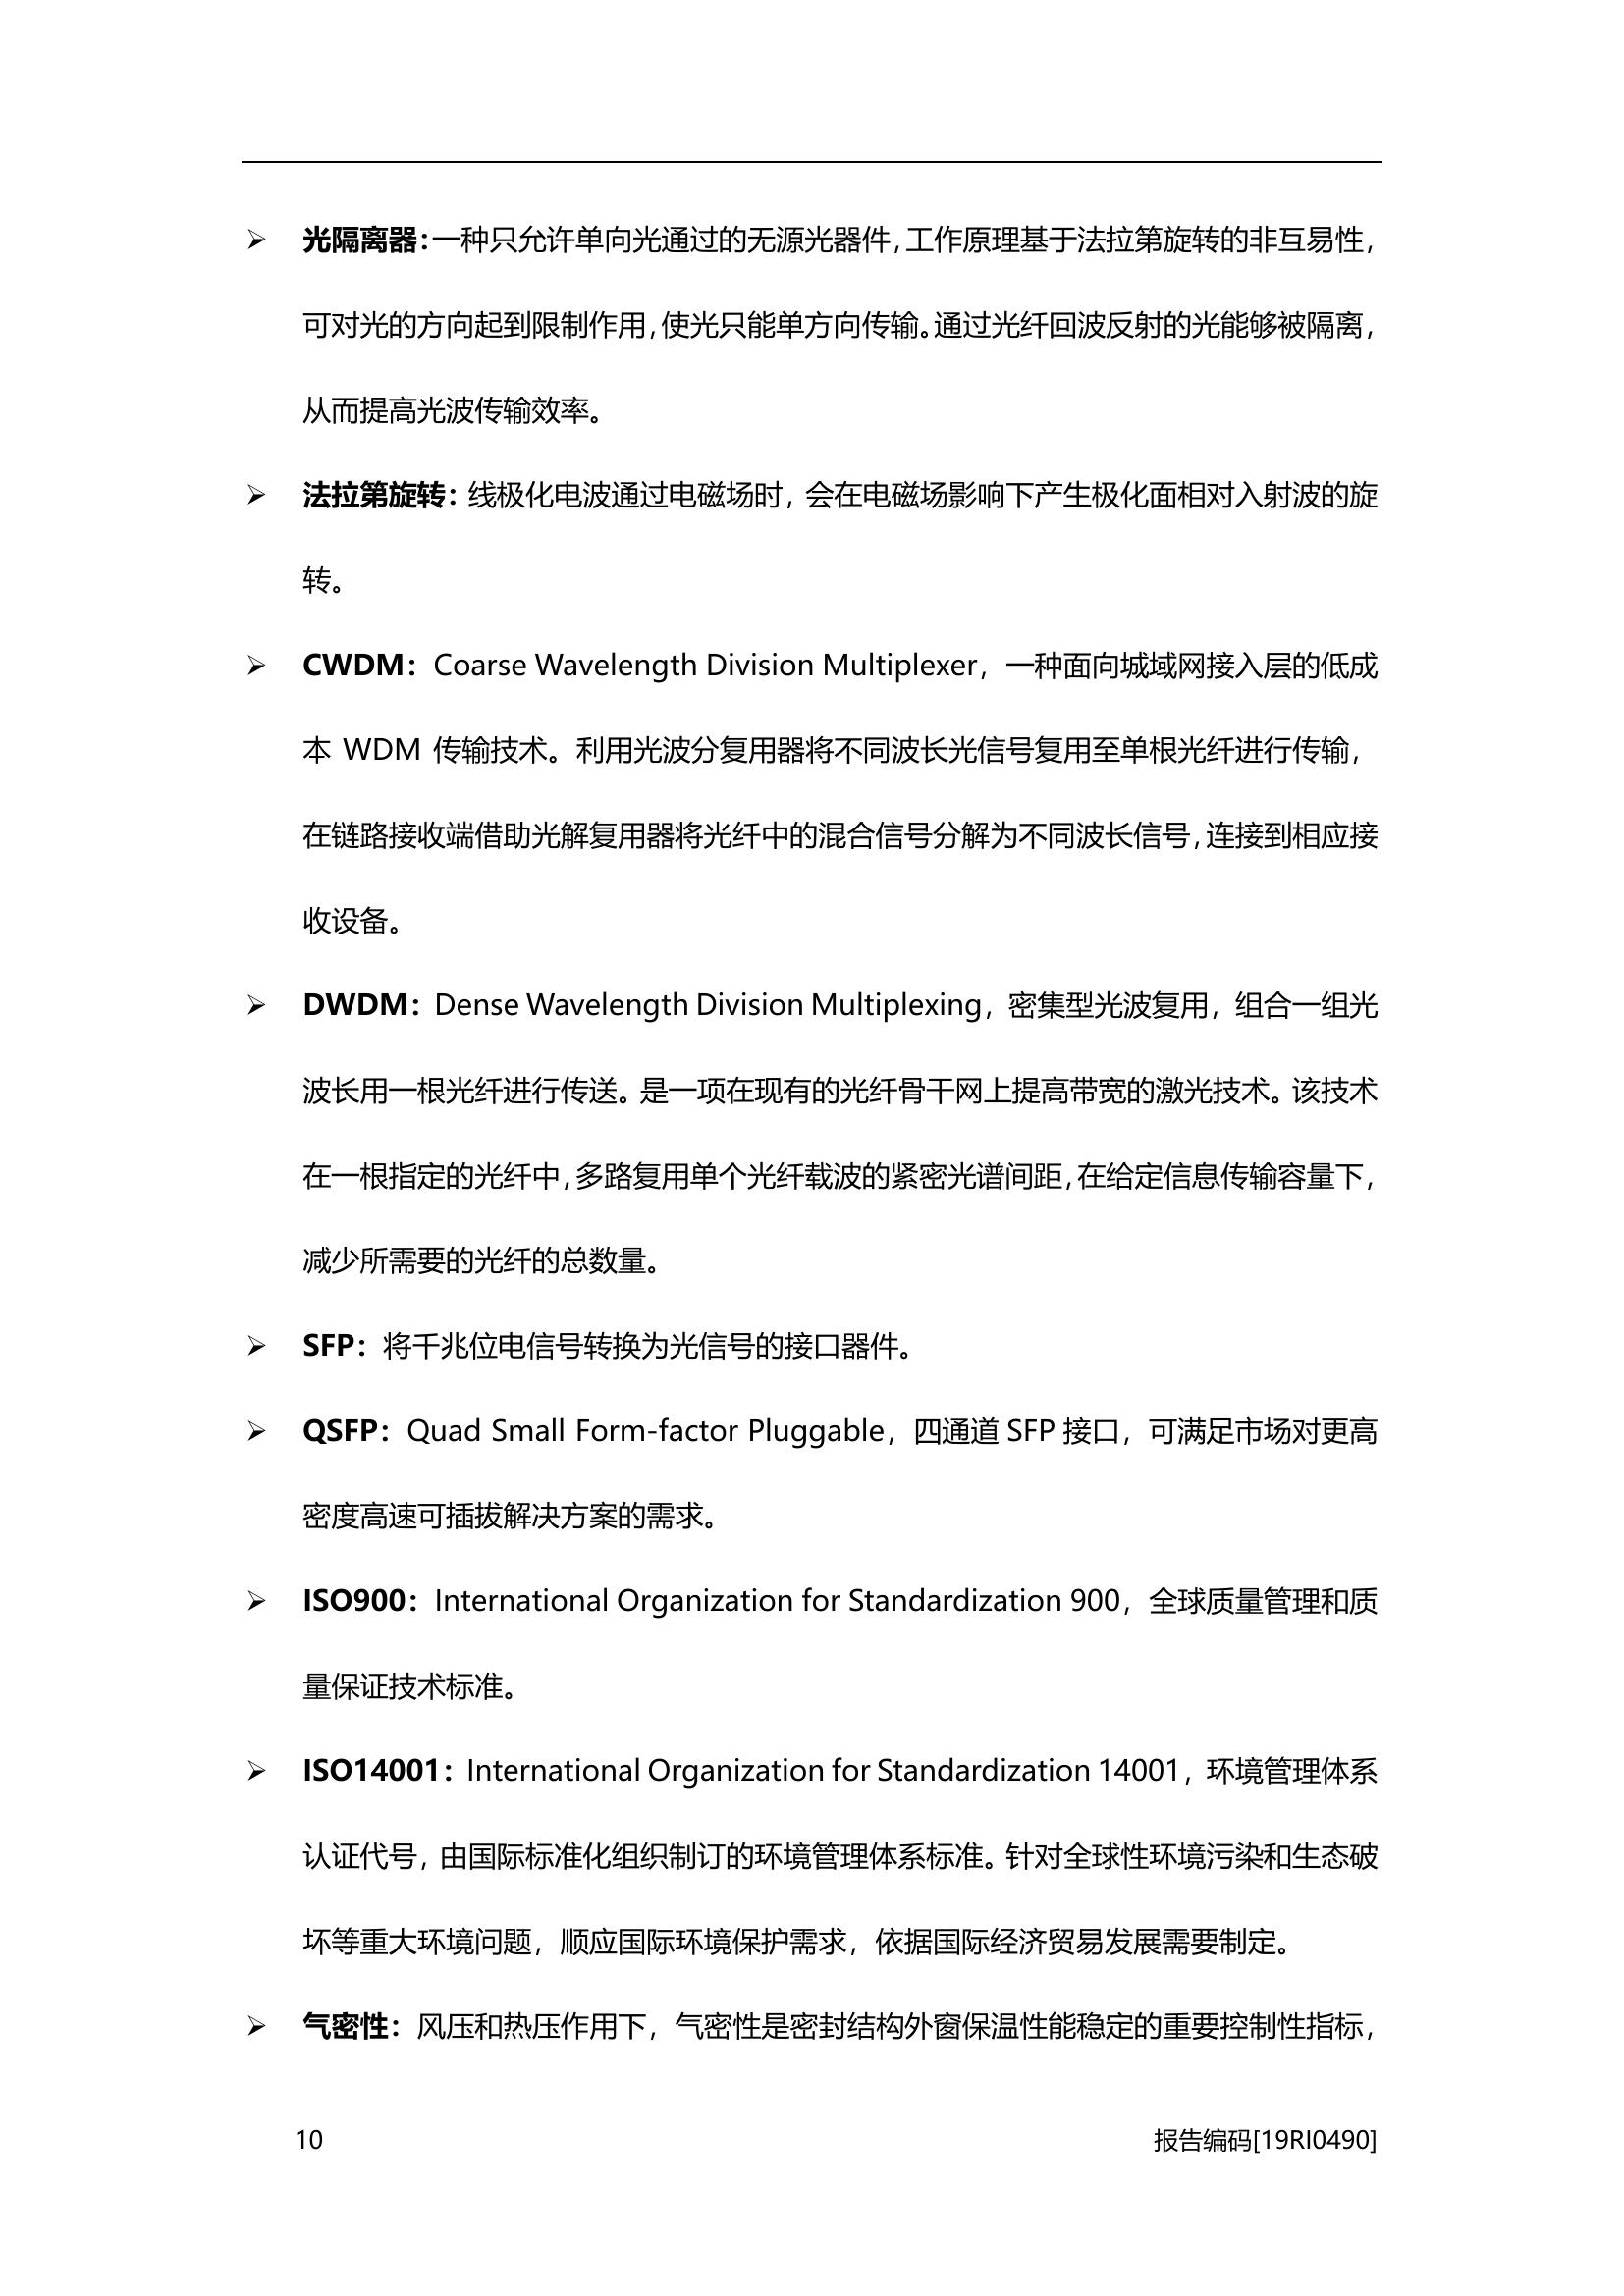 ➢ 光隔离器：一种只允许单向光通过的无源光器件，工作原理基于法拉第旋转的非互易性，
可对光的方向起到限制作用，使光只能单方向传输。通过光纤回波反射的光能够被隔离，
从而提高光波传输效率。
➢ 法拉第旋转：线极化电波通过电磁场时，会在电磁场影响下产生极化面相对入射波的旋
转。
➢ CWDM：Coarse Wavelength Division Multiplexer，一种面向城域网接入层的低成
本 WDM 传输技术。利用光波分复用器将不同波长光信号复用至单根光纤进行传输，
在链路接收端借助光解复用器将光纤中的混合信号分解为不同波长信号，连接到相应接
收设备。
➢ DWDM：Dense Wavelength Division Multiplexing，密集型光波复用，组合一组光
波长用一根光纤进行传送。是一项在现有的光纤骨干网上提高带宽的激光技术。该技术
在一根指定的光纤中，多路复用单个光纤载波的紧密光谱间距，在给定信息传输容量下，
减少所需要的光纤的总数量。
➢ SFP：将千兆位电信号转换为光信号的接口器件。
➢ QSFP：Quad Small Form-factor Pluggable，四通道 SFP 接口，可满足市场对更高
密度高速可插拔解决方案的需求。
➢ ISO900：International Organization for Standardization 900，全球质量管理和质
量保证技术标准。
➢ ISO14001：International Organization for Standardization 14001，环境管理体系
认证代号，由国际标准化组织制订的环境管理体系标准。针对全球性环境污染和生态破
坏等重大环境问题，顺应国际环境保护需求，依据国际经济贸易发展需要制定。
➢ 气密性：风压和热压作用下，气密性是密封结构外窗保温性能稳定的重要控制性指标，
10 报告编码[19RI0490]